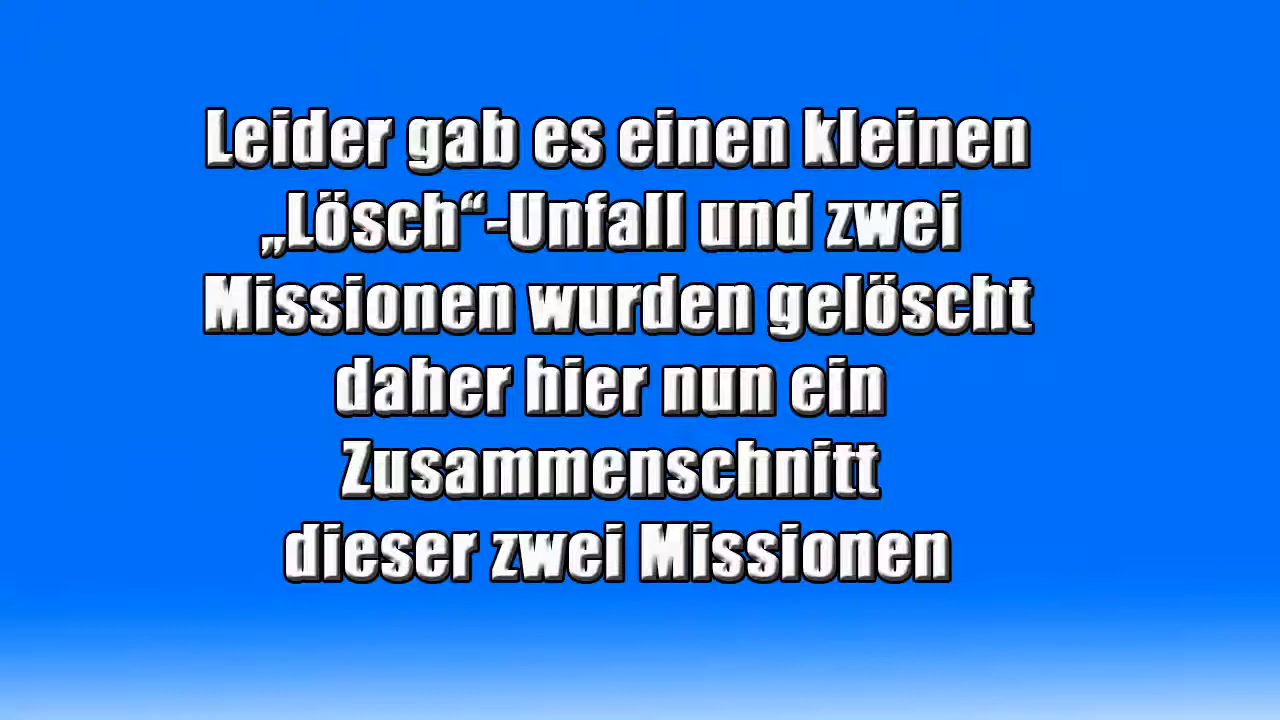 Leider gab es einen kleinen
„Lösch“-Unfall und zwei
Missionen wurden gelöscht
daher hier nun ein
Zusammenschnitt
dieser zwei Missionen